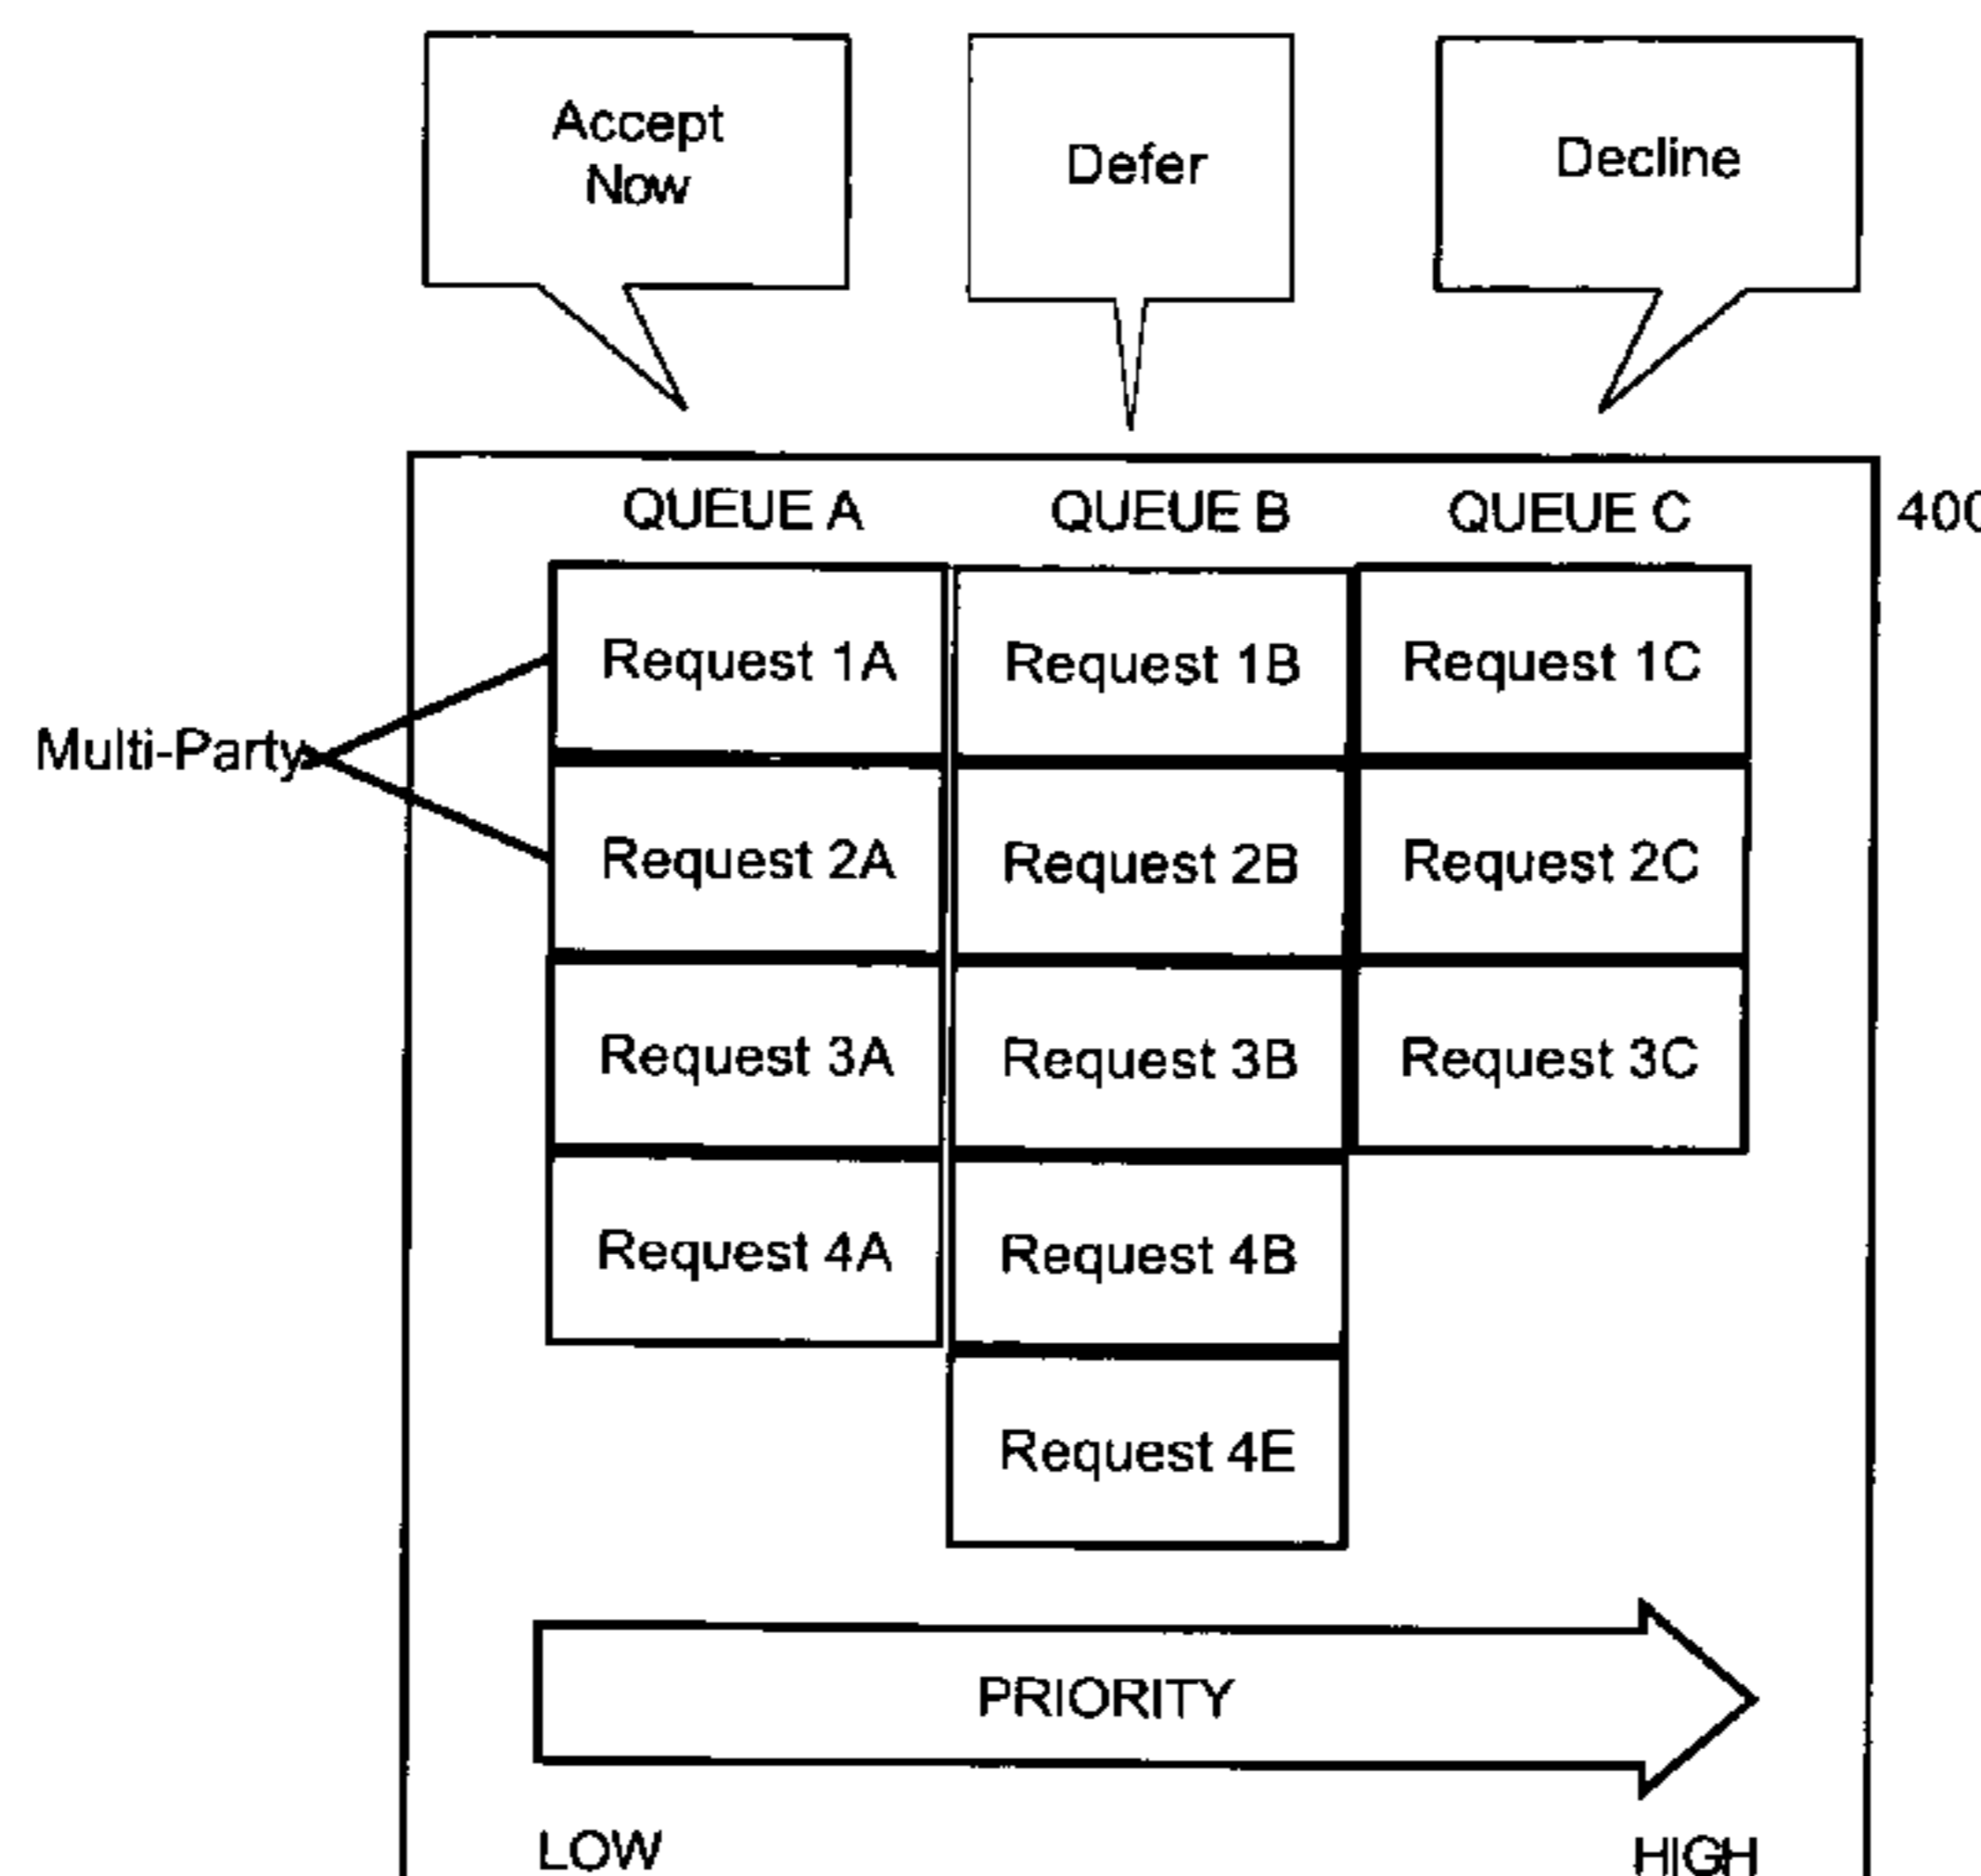 Accept
Now
Defer
Decline
QUEUE A QUEUE B QUEUE C 400
Request 1A Request 1B Request 1C
Multi-Party
Request 2A Request 2B Request 2C
Request 3A Request 3B Request 3C
Request 4A Request 4B
Request 4E
PRIORITY
LOW HIGH